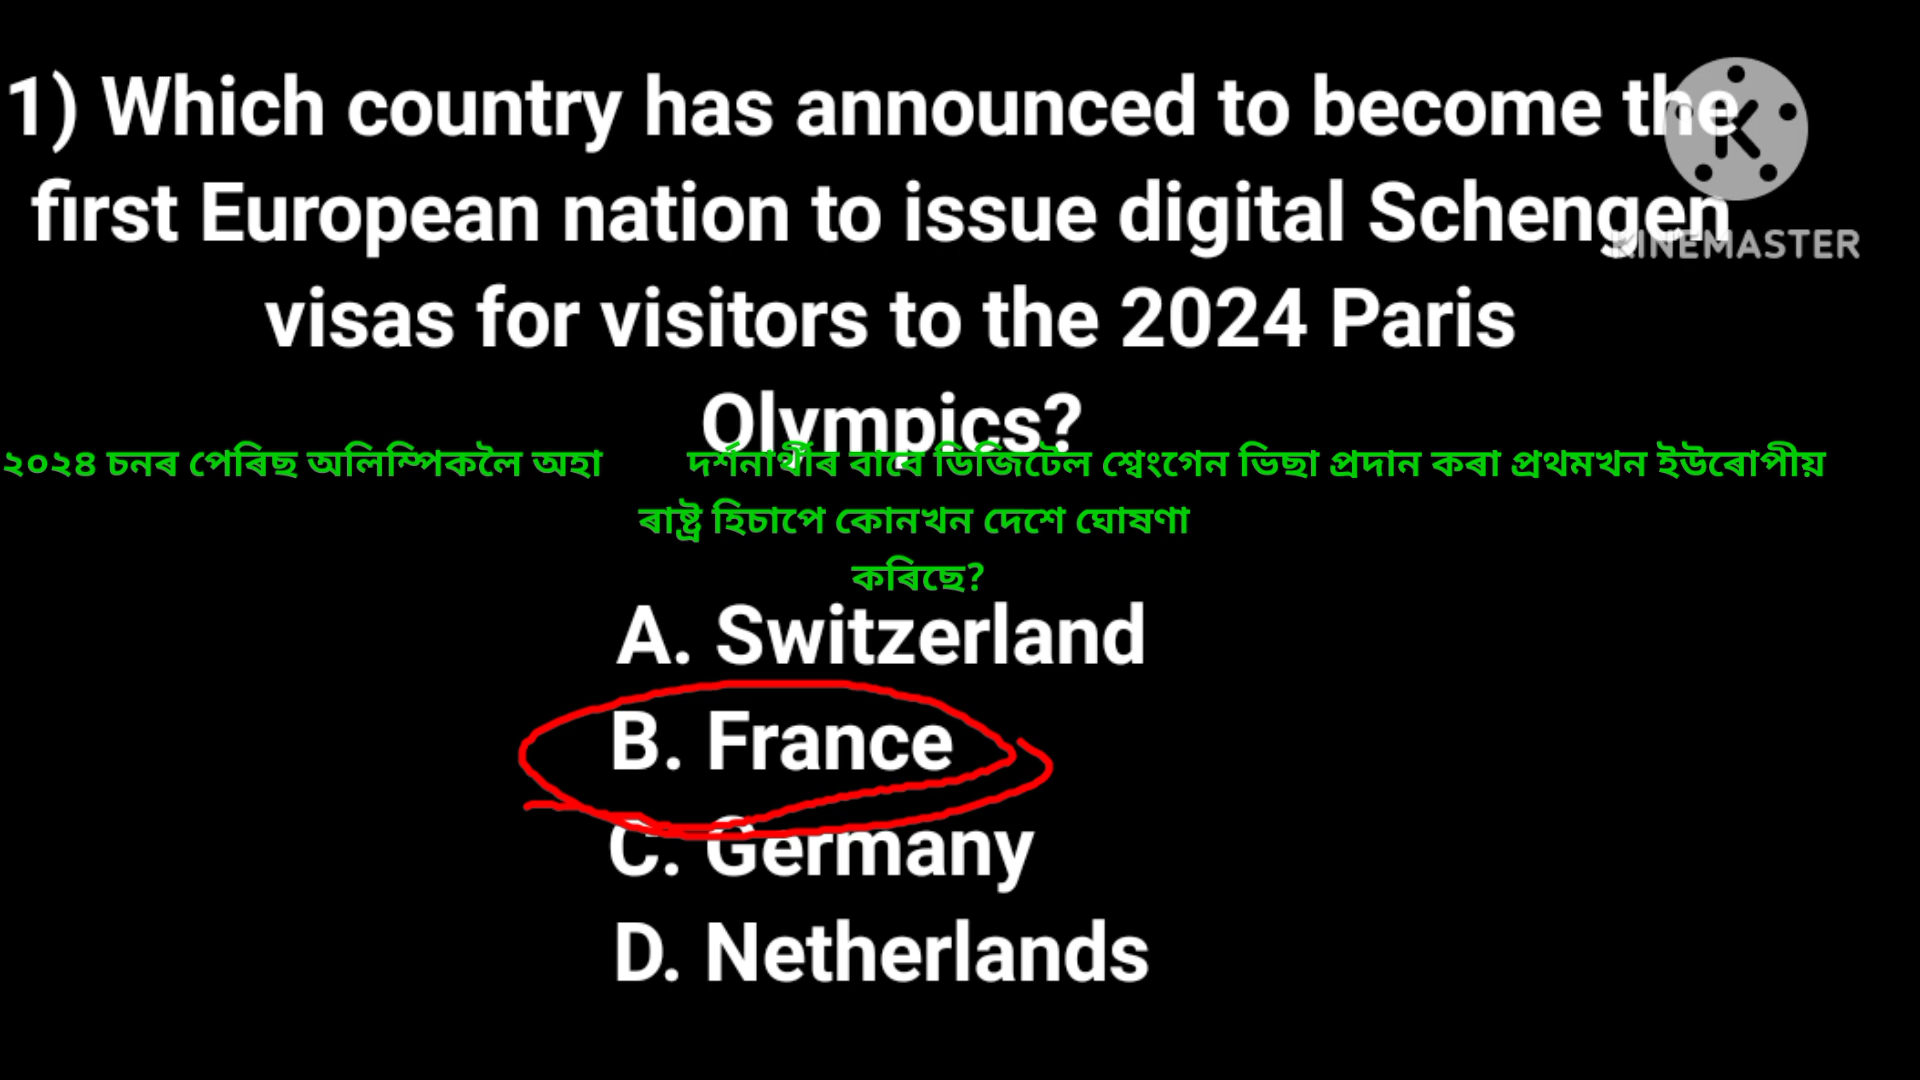 1) Which country has announced to become the
first European nation to issue digital Schengen
KINEMASTER
visas for visitors to the 2024 Paris
Olympics?
২০২৪ চনৰ পেৰিছ অলিম্পিকলৈ অহা দৰ্শনাৰ্থীৰ বাবে ডিজিটেল শ্বেংগেন ভিছা প্ৰদান কৰা প্ৰথমখন ইউৰোপীয়
ৰাষ্ট্ৰ হিচাপে কোনখন দেশে ঘোষণা
কৰিছে?
A. Switzerland
B. France
C. Germany
D. Netherlands